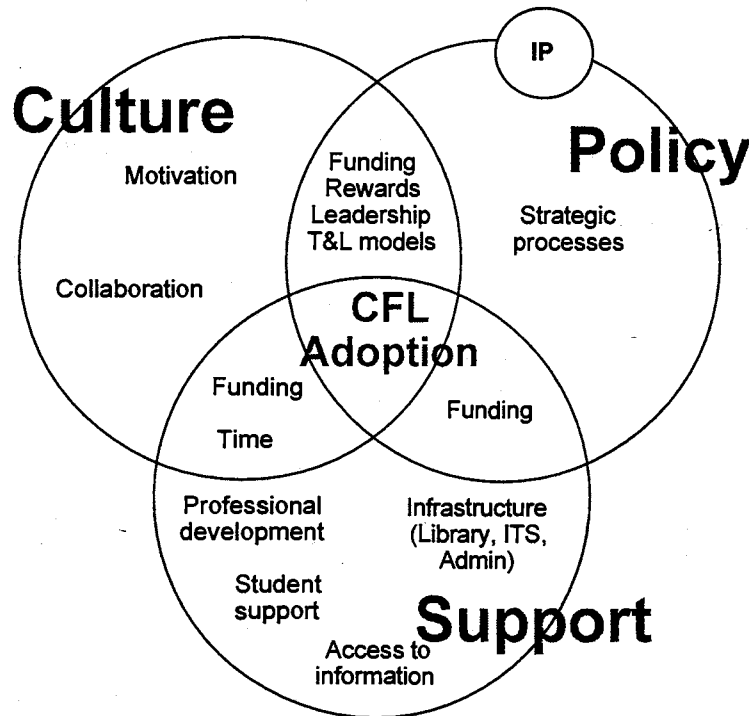 IP
Culture
Policy
Motivation
Funding
Rewards
Leadership
T&L models
Strategic
processes
Collaboration
CFL
Adoption
Funding
Time
Funding
Professional
development
Infrastructure
(Library, ITS,
Admin)
Student
support
Support
Access to
information